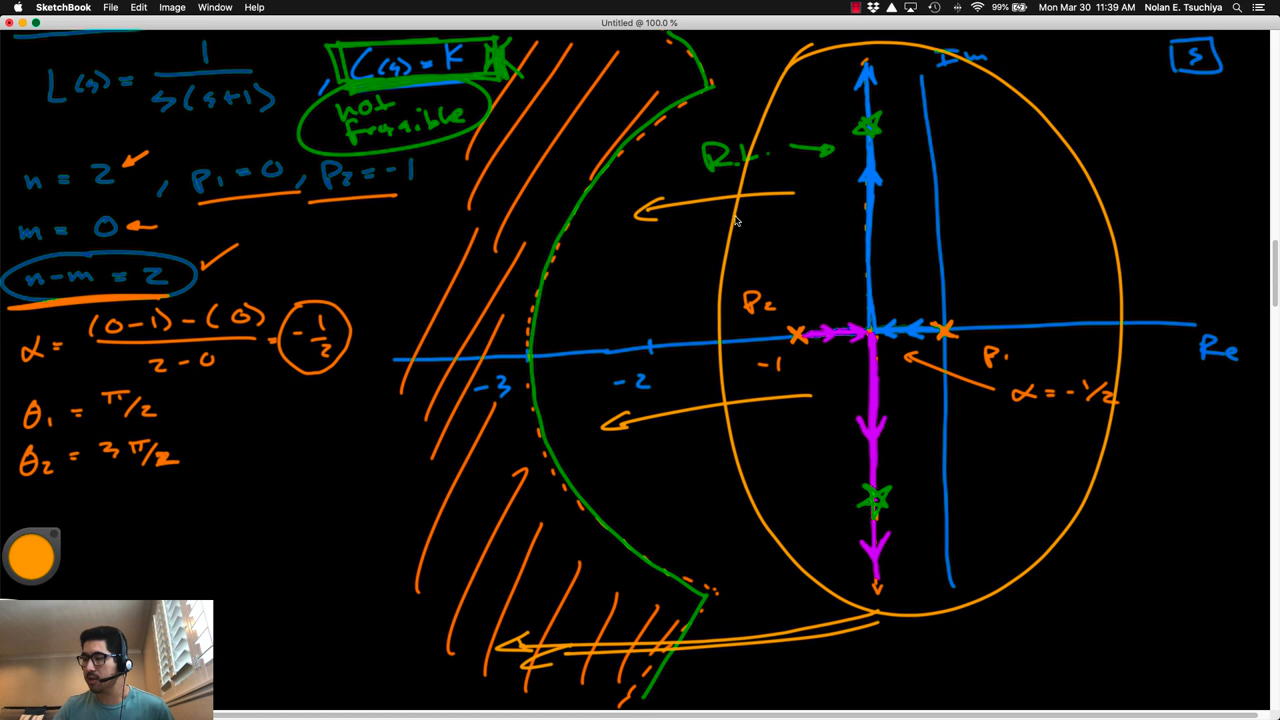 SketchBook File Edit Image Window Help 99% Mon Mar 30 11:39 AM Nolan E. Tsuchiya
Untitled @ 100.0 %
L(s) = 1 / s(s+1)
C(s) = K
not feasible
n = 2, p1 = 0, p2 = -1
m = 0
n-m = 2
α = (0-1) - (0) / 2-0 = -1/2
θ1 = π/2
θ2 = 3π/2
R.L. →
Im
s
P2
-3 -2 -1
P1
Re
α = -1/2